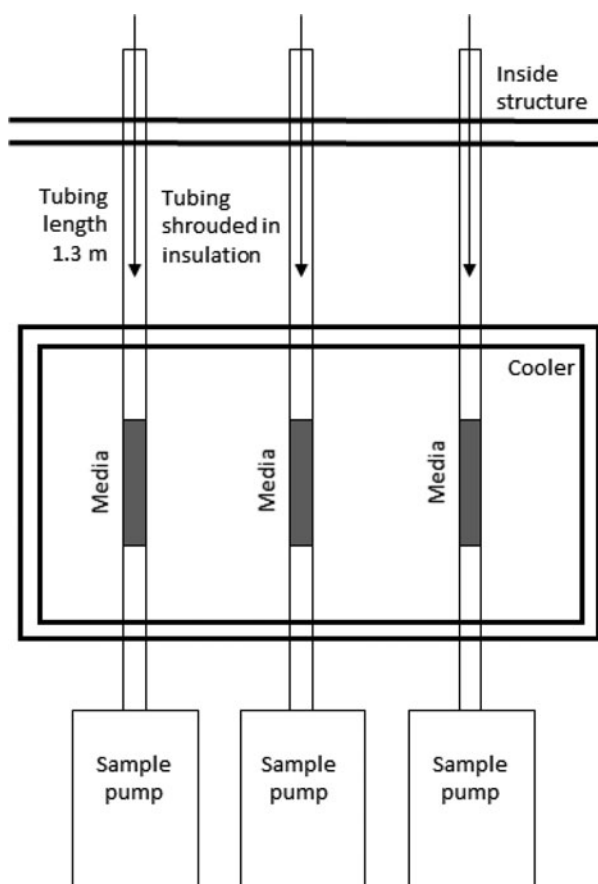 Inside
structure
Tubing
length
1.3 m
Tubing
shrouded in
insulation
Cooler
Media
Media
Media
Sample
pump
Sample
pump
Sample
pump